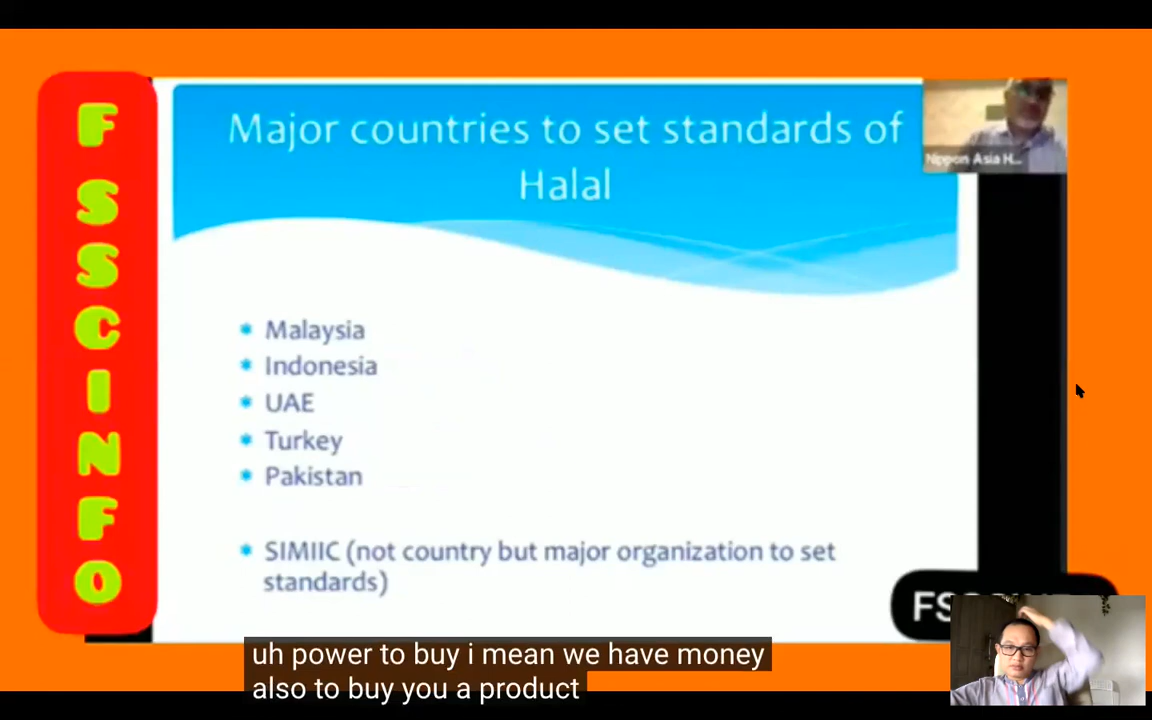 FSSCINFO
Major countries to set standards of
Halal
Nippon Asia H...
Malaysia
Indonesia
UAE
Turkey
Pakistan
SIMIIC (not country but major organization to set
standards)
uh power to buy i mean we have money
also to buy you a product